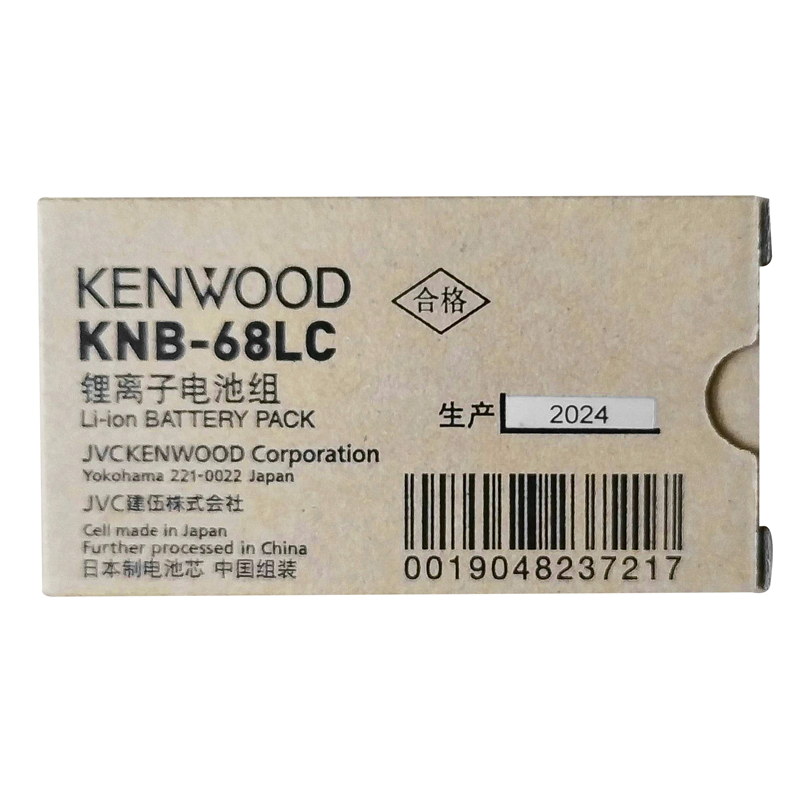 KENWOOD
KNB-68LC
锂离子电池组
Li-ion BATTERY PACK
JVCKENWOOD Corporation
Yokohama 221-0022 Japan
JVC建伍株式会社
Cell made in Japan
Further processed in China
日本制电池芯 中国组装
合格
生产 2024
0019048237217